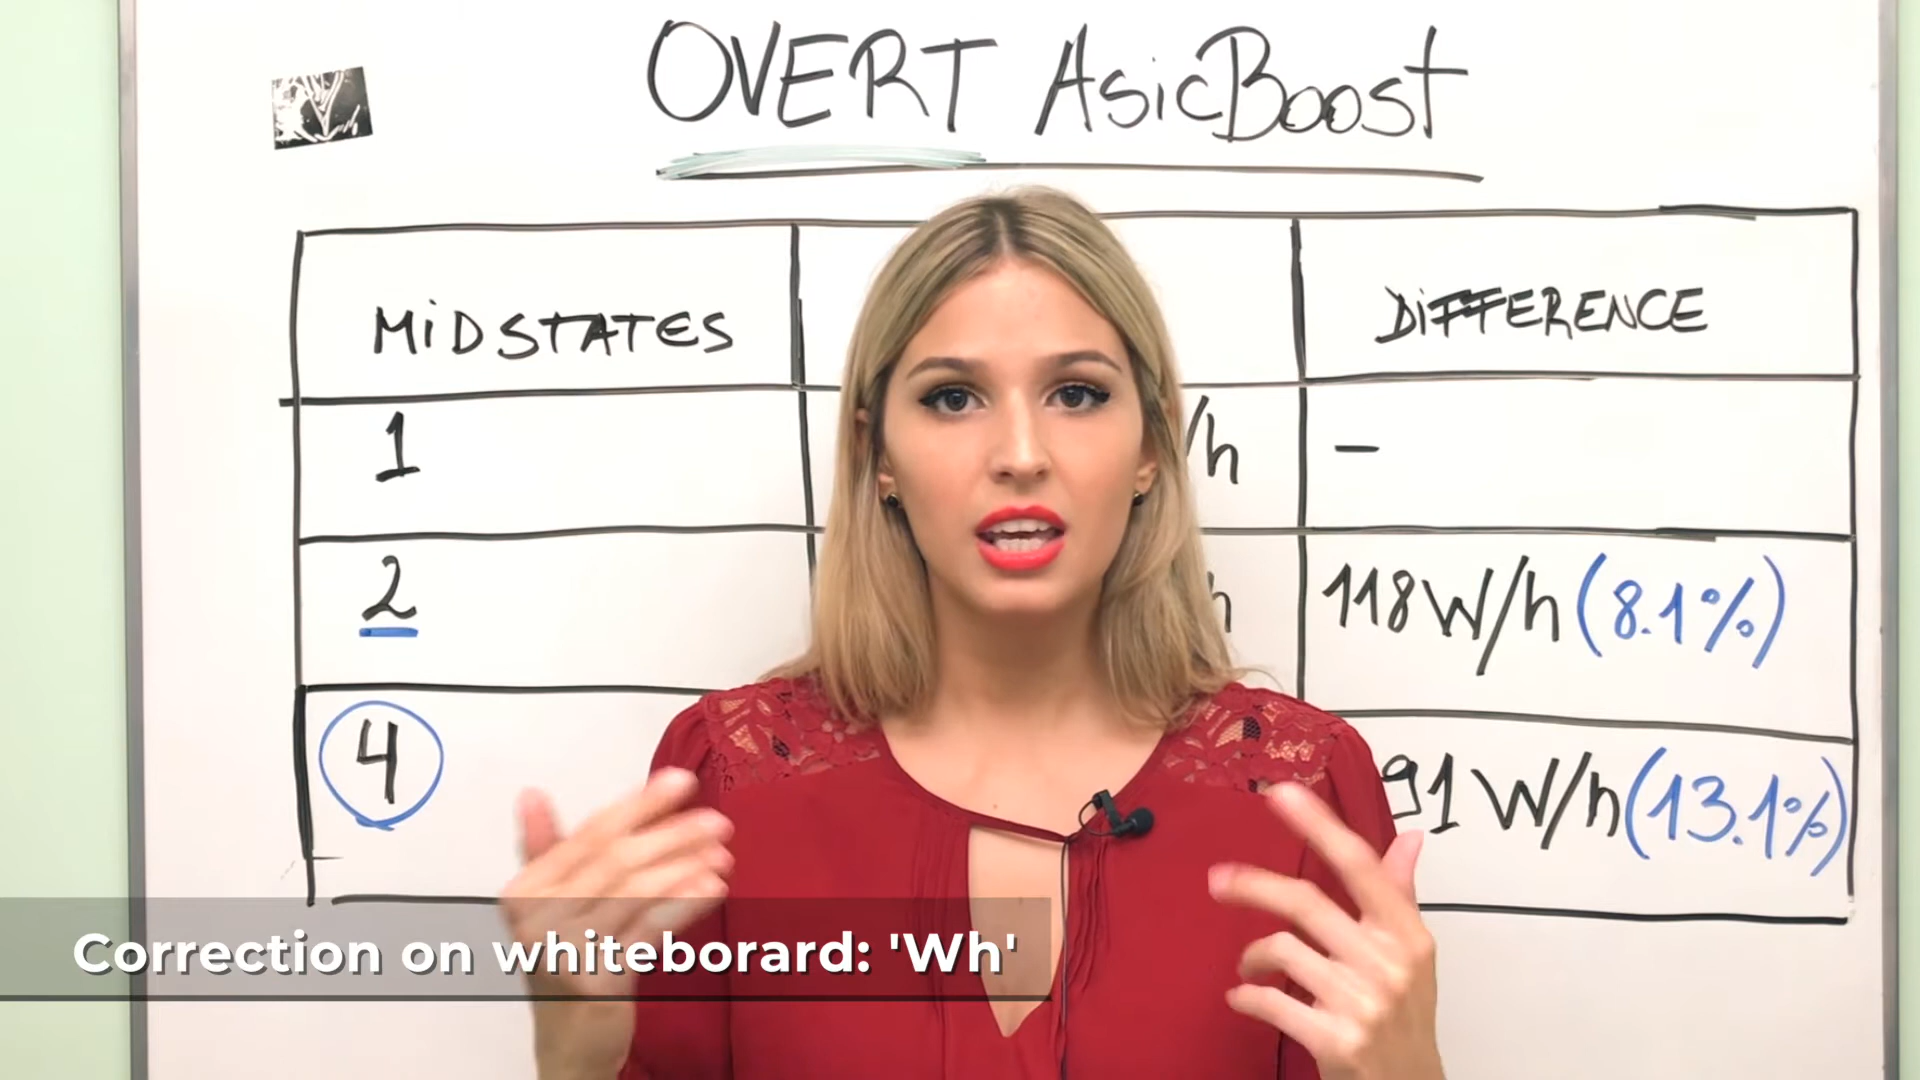 OVERT AsicBoost
MiDSTATES DiFFERENCE
1 /h –
2 118 W/h (8.1%)
4 91 W/h (13.1%)
Correction on whiteborard: 'Wh'